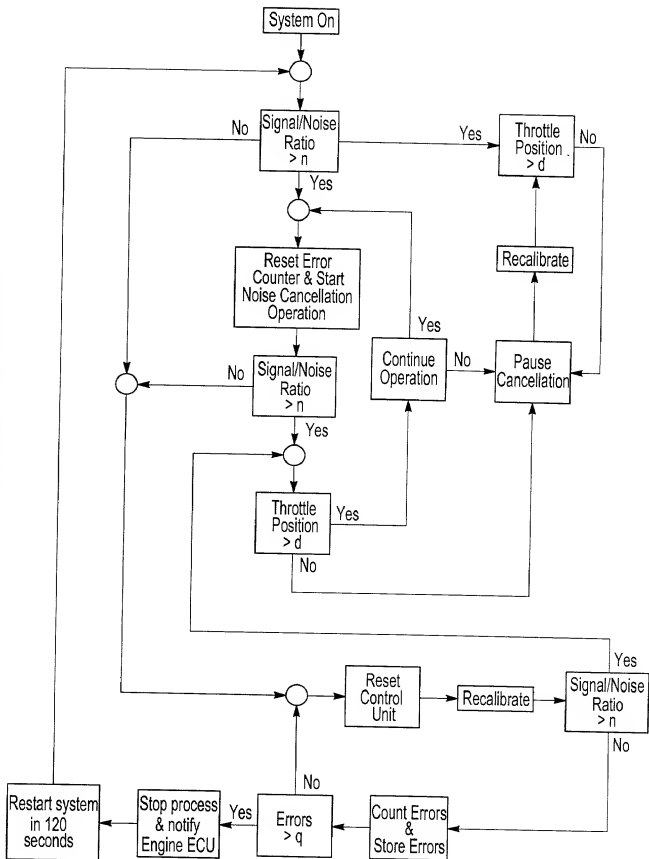 System On
No
Signal/Noise
Ratio
> n
Yes
Throttle
Position
> d
No
Yes
Reset Error
Counter & Start
Noise Cancellation
Operation
Recalibrate
Yes
Continue
Operation
No
Pause
Cancellation
No
Signal/Noise
Ratio
> n
Yes
Throttle
Position
> d
Yes
No
Yes
Reset
Control
Unit
Recalibrate
Signal/Noise
Ratio
> n
No
No
Restart system
in 120
seconds
Stop process
& notify
Engine ECU
Yes
Errors
> q
Count Errors
&
Store Errors